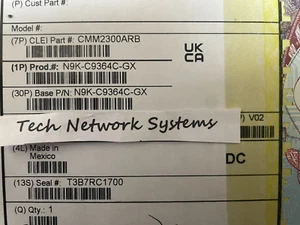 (P) Cust Part #:
Model #:
(7P) CLEI Part #: CMM2300ARB
UK
CA
(1P) Prod.#: N9K-C9364C-GX
(30P) Base P/N: N9K-C9364C-GX
Tech Network Systems
V02
(4L) Made in
Mexico
DC
(13S) Seal #: T3B7RC1700
(Q) Qty.: 1